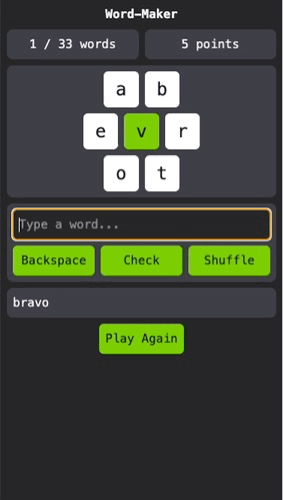 Word-Maker
1 / 33 words 5 points
a b
e v r
o t
Type a word...
Backspace Check Shuffle
bravo
Play Again